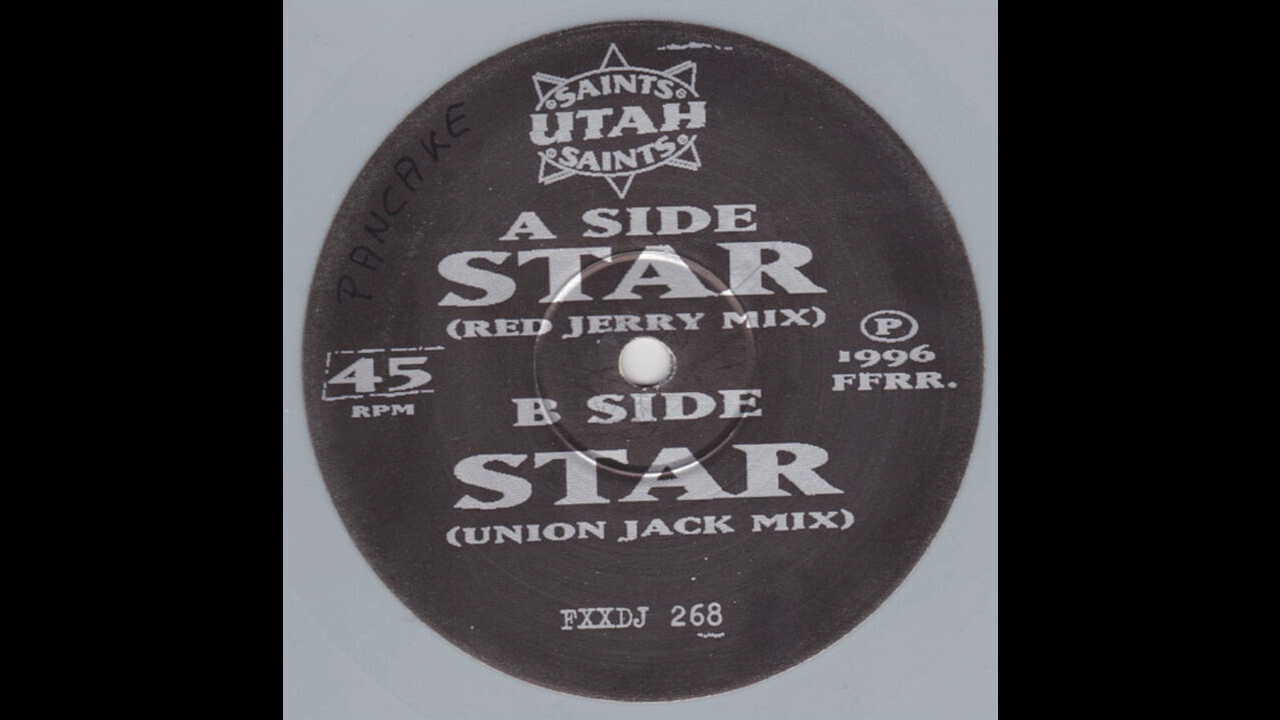 SAINTS
UTAH
SAINTS
PANCAKE
A SIDE
STAR
(RED JERRY MIX)
45
RPM
P
1996
FFRR.
B SIDE
STAR
(UNION JACK MIX)
FXXDJ 268